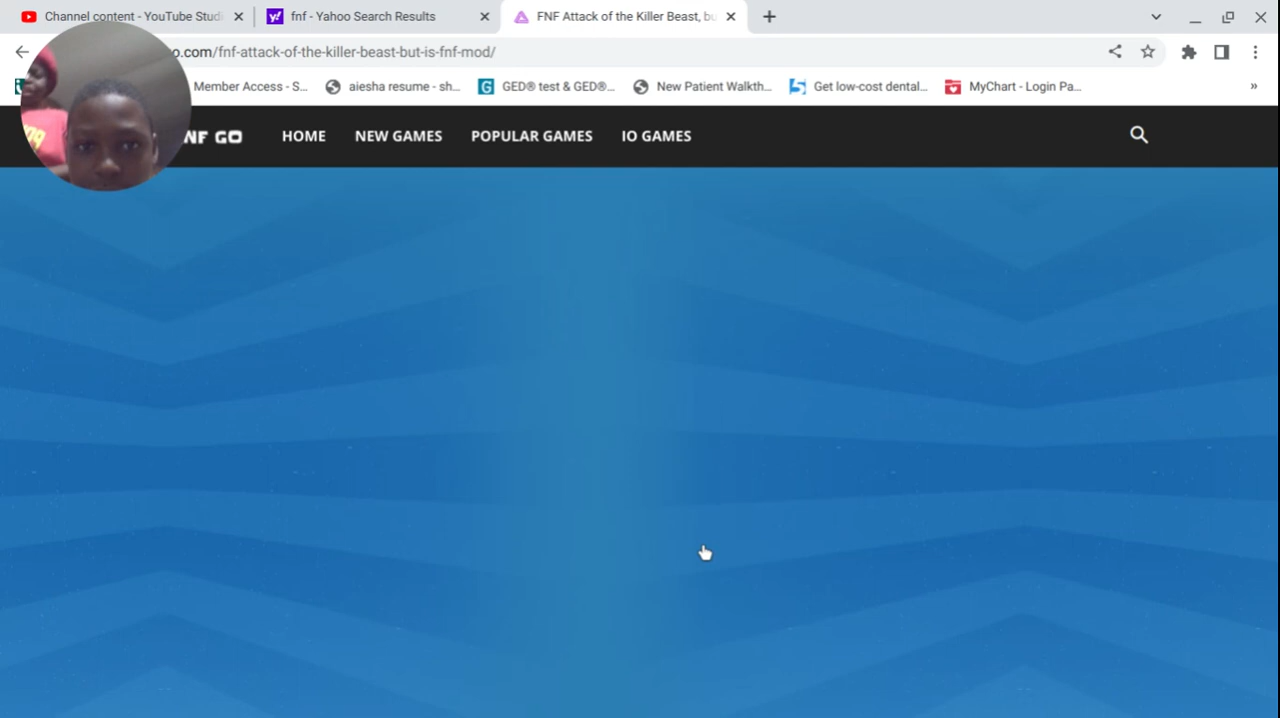 Channel content - YouTube Studi
fnf - Yahoo Search Results
FNF Attack of the Killer Beast, bu
o.com/fnf-attack-of-the-killer-beast-but-is-fnf-mod/
Member Access - S...
aiesha resume - sh...
GED® test & GED®...
New Patient Walkth...
Get low-cost dental...
MyChart - Login Pa...
»
NF GO
HOME
NEW GAMES
POPULAR GAMES
IO GAMES